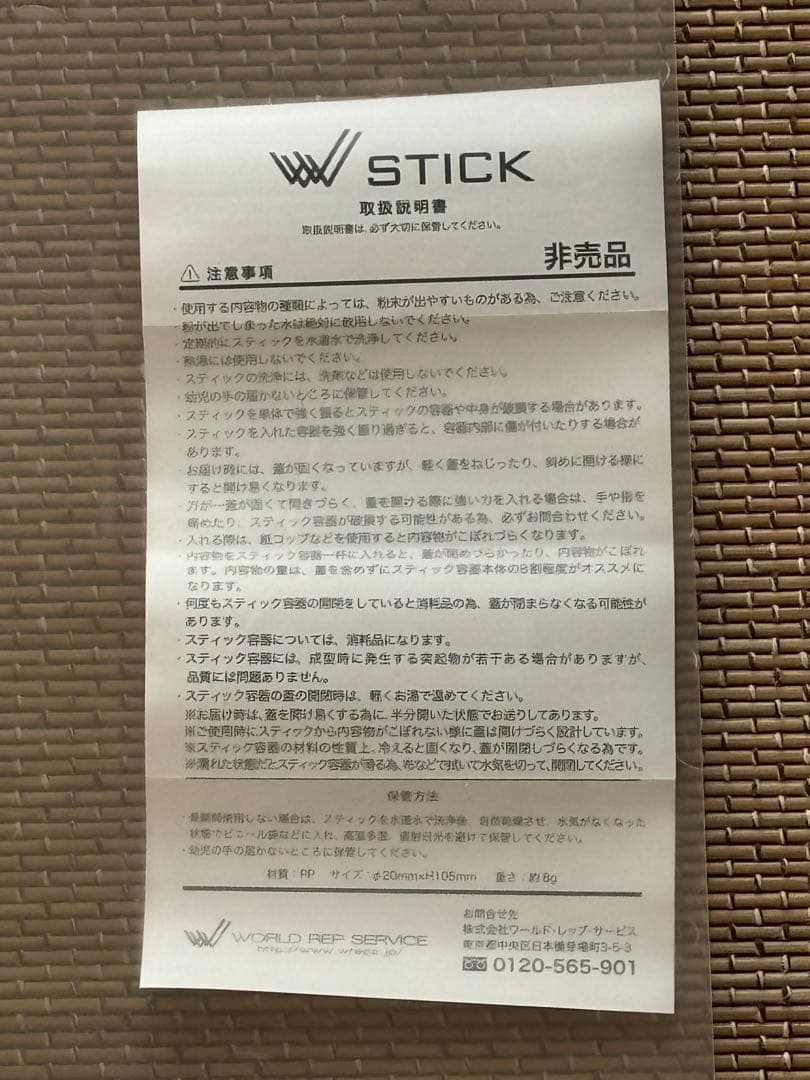 W STICK
取扱説明書
取扱説明書は、必ず大切に保管してください。
非売品
注意事項
・使用する内容物の種類によっては、粉末が出やすいものがある為、ご注意ください。
・粉が出てしまった水は絶対に飲用しないでください。
・定期的にスティックを水道水で洗浄してください。
・熱湯には使用しないでください。
・スティックの洗浄には、洗剤などは使用しないでください。
・幼児の手の届かないところに保管してください。
・スティックを単体で強く振るとスティックの容器や中身が破損する場合があります。
・スティックを入れた容器を強く振り過ぎると、容器内部に傷が付いたりする場合が
あります。
・お届け時には、蓋が固くなっていますが、軽く蓋をねじったり、斜めに開ける様に
すると開け易くなります。
万が一蓋が固くて開きづらく、蓋を開ける際に強い力を入れる場合は、手や指を
痛めたり、スティック容器が破損する可能性がある為、必ずお問合わせください。
・入れる際は、紙コップなどを使用すると内容物がこぼれづらくなります。
・内容物をスティック容器一杯に入れると、蓋が閉めづらかったり、内容物がこぼれ
ます。内容物の量は、蓋を含めずにスティック容器本体の8割程度がオススメに
なります。
・何度もスティック容器の開閉をしていると消耗品の為、蓋が閉まらなくなる可能性が
あります。
・スティック容器については、消耗品になります。
・スティック容器には、成型時に発生する突起物が若干ある場合がありますが、
品質には問題ありません。
・スティック容器の蓋の開閉時は、軽くお湯で温めてください。
※お届け時は、蓋を開け易くする為に、半分開いた状態でお送りしてあります。
※ご使用時にスティックから内容物がこぼれない様に蓋は開けづらく設計しています。
※スティック容器の材料の性質上、冷えると固くなり、蓋が開閉しづらくなる為です。
※濡れた状態だとスティック容器が滑る為、布などで拭いて水気を切って、開閉してください。
保管方法
・長期間使用しない場合は、スティックを水道水で洗浄後、自然乾燥させ、水気がなくなった
状態でビニール袋などに入れ、高温多湿、直射日光を避けて保管してください。
・幼児の手の届かないところに保管してください。
材質：PP サイズ：φ20mm×H105mm 重さ：約8g
WORLD REP SERVICE
お問合せ先
株式会社ワールド・レップ・サービス
東京都中央区日本橋茅場町3-5-3
0120-565-901